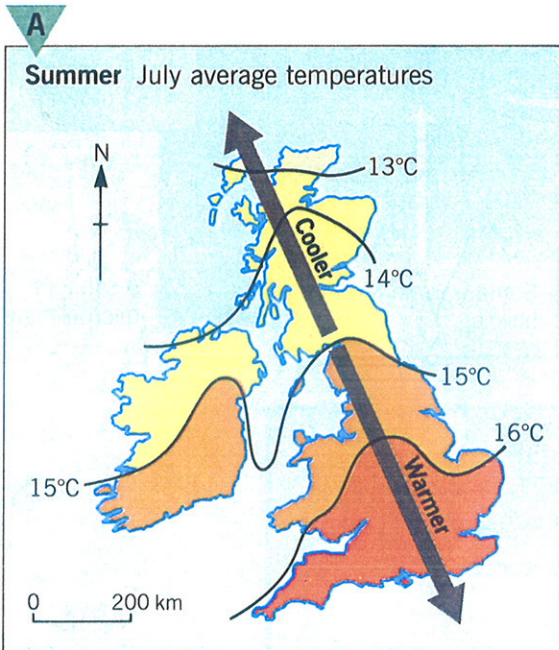 A
Summer July average temperatures
N
13°C
Cooler
14°C
15°C
16°C
15°C
Warmer
0 200 km